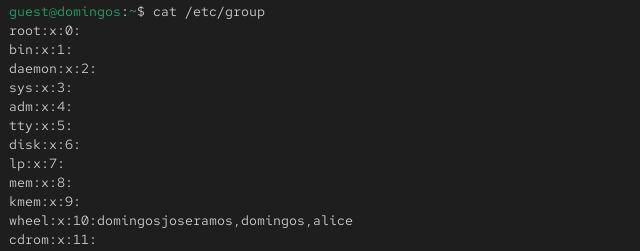 guest@domingos:~$ cat /etc/group
root:x:0:
bin:x:1:
daemon:x:2:
sys:x:3:
adm:x:4:
tty:x:5:
disk:x:6:
lp:x:7:
mem:x:8:
kmem:x:9:
wheel:x:10:domingosjoseramos,domingos,alice
cdrom:x:11: